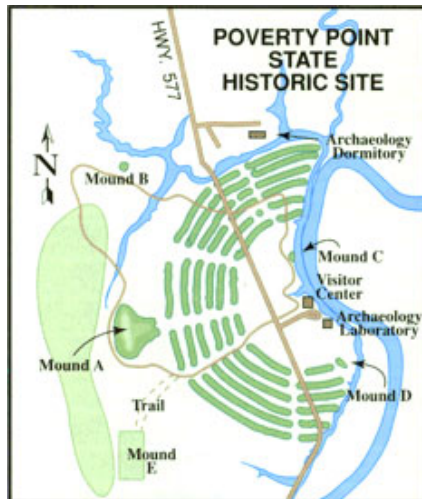 POVERTY POINT
STATE
HISTORIC SITE
HWY. 577
N
Archaeology
Dormitory
Mound B
Mound C
Visitor
Center
Archaeology
Laboratory
Mound A
Mound D
Trail
Mound
E